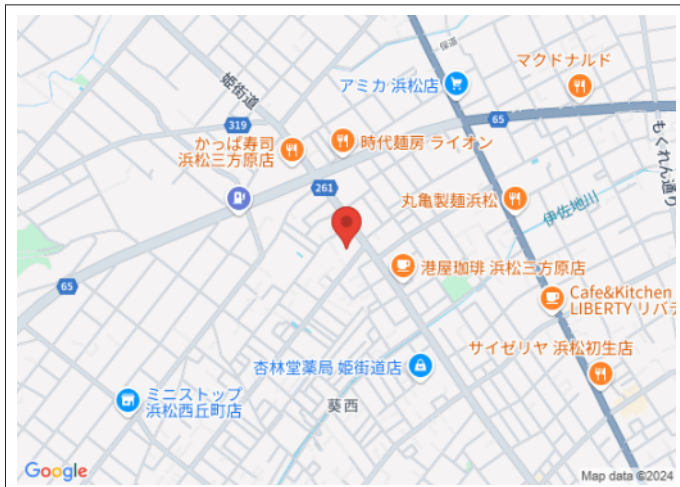 保道
マクドナルド
アミカ 浜松店
姫街道
65
319
かっぱ寿司
浜松三方原店
時代麺房 ライオン
もくれん通り
261
丸亀製麺浜松
伊佐地川
港屋珈琲 浜松三方原店
65
Cafe&Kitchen
LIBERTY リバテ
サイゼリヤ 浜松初生店
杏林堂薬局 姫街道店
ミニストップ
浜松西丘町店
葵西
Google
Map data ©2024